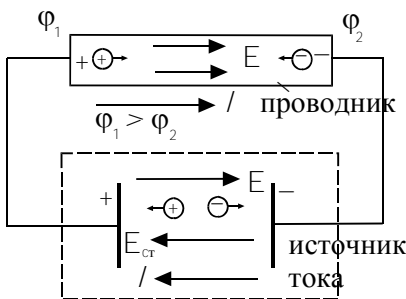 φ₁ φ₂
+ + E − −
I проводник
φ₁ > φ₂
+ E −
+ −
Eст источник
I тока